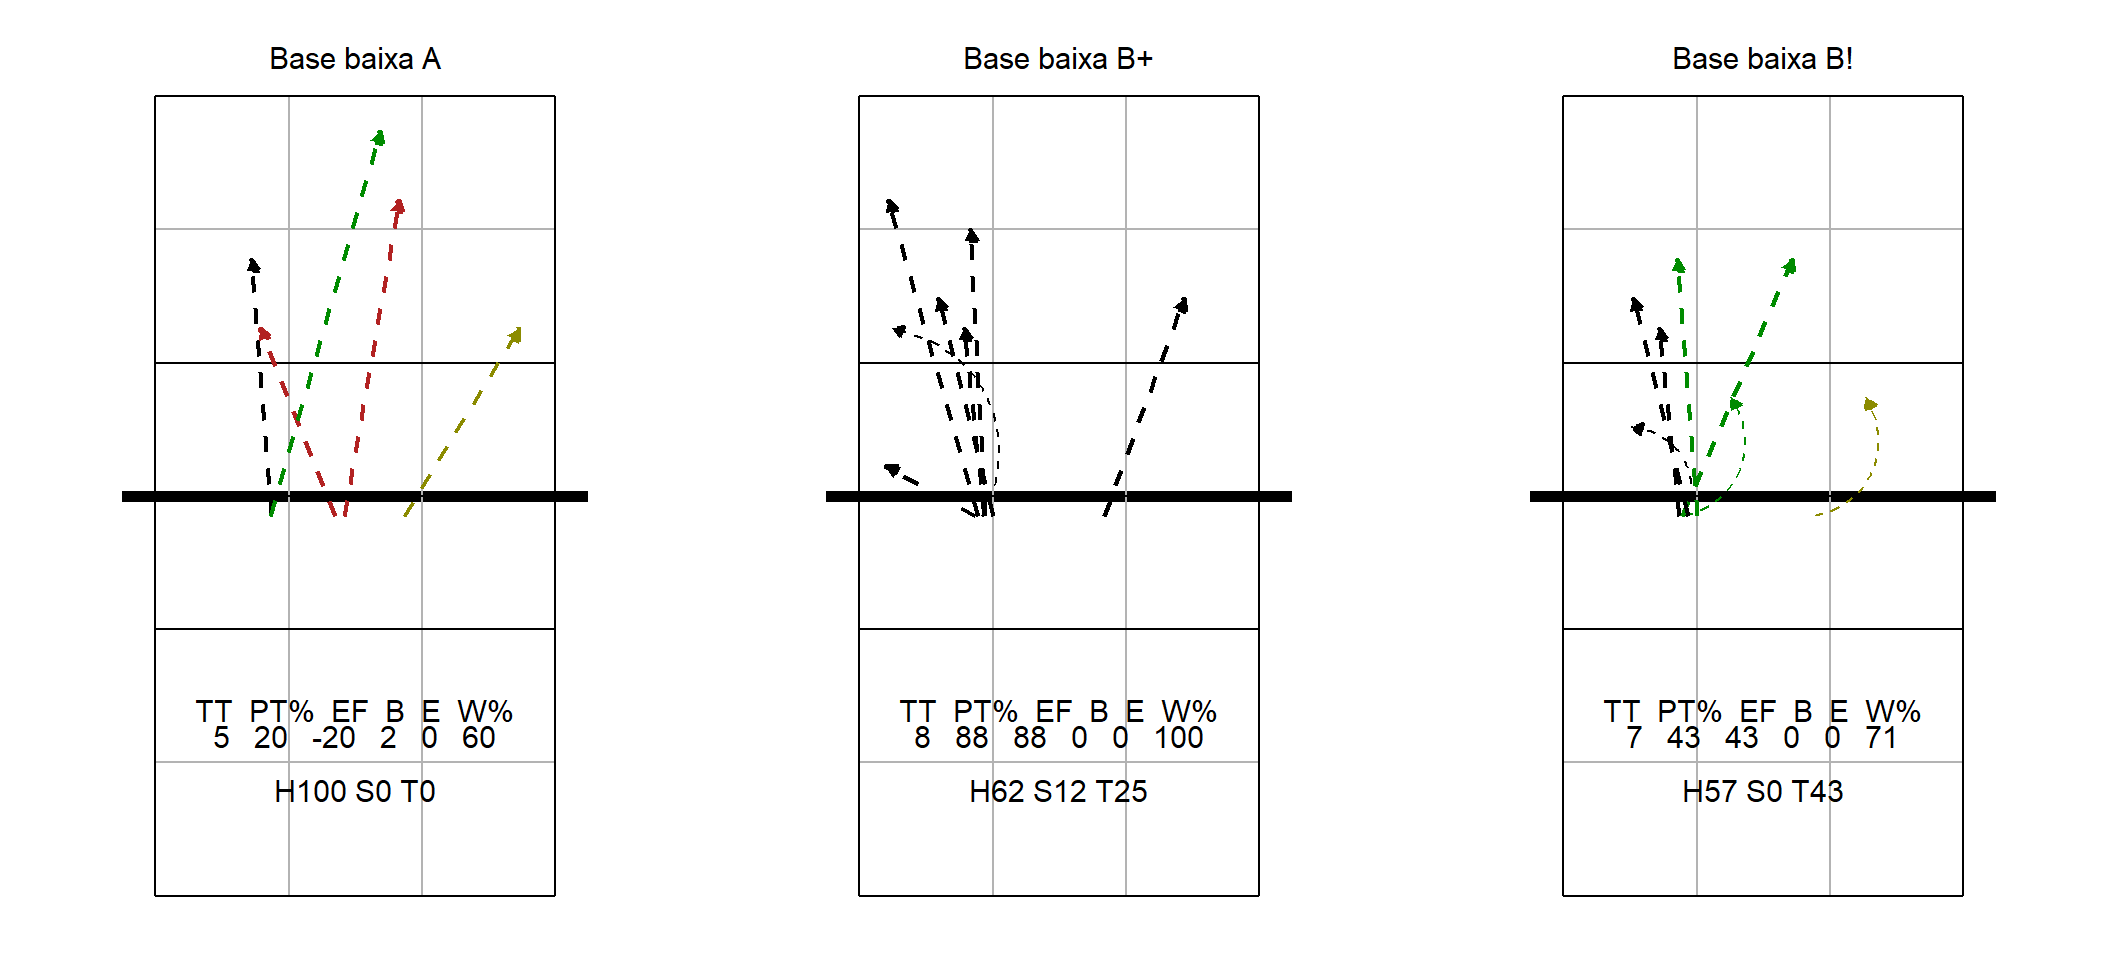 Base baixa A
TT PT% EF B E W%
5 20 -20 2 0 60
H100 S0 T0
Base baixa B+
TT PT% EF B E W%
8 88 88 0 0 100
H62 S12 T25
Base baixa B!
TT PT% EF B E W%
7 43 43 0 0 71
H57 S0 T43